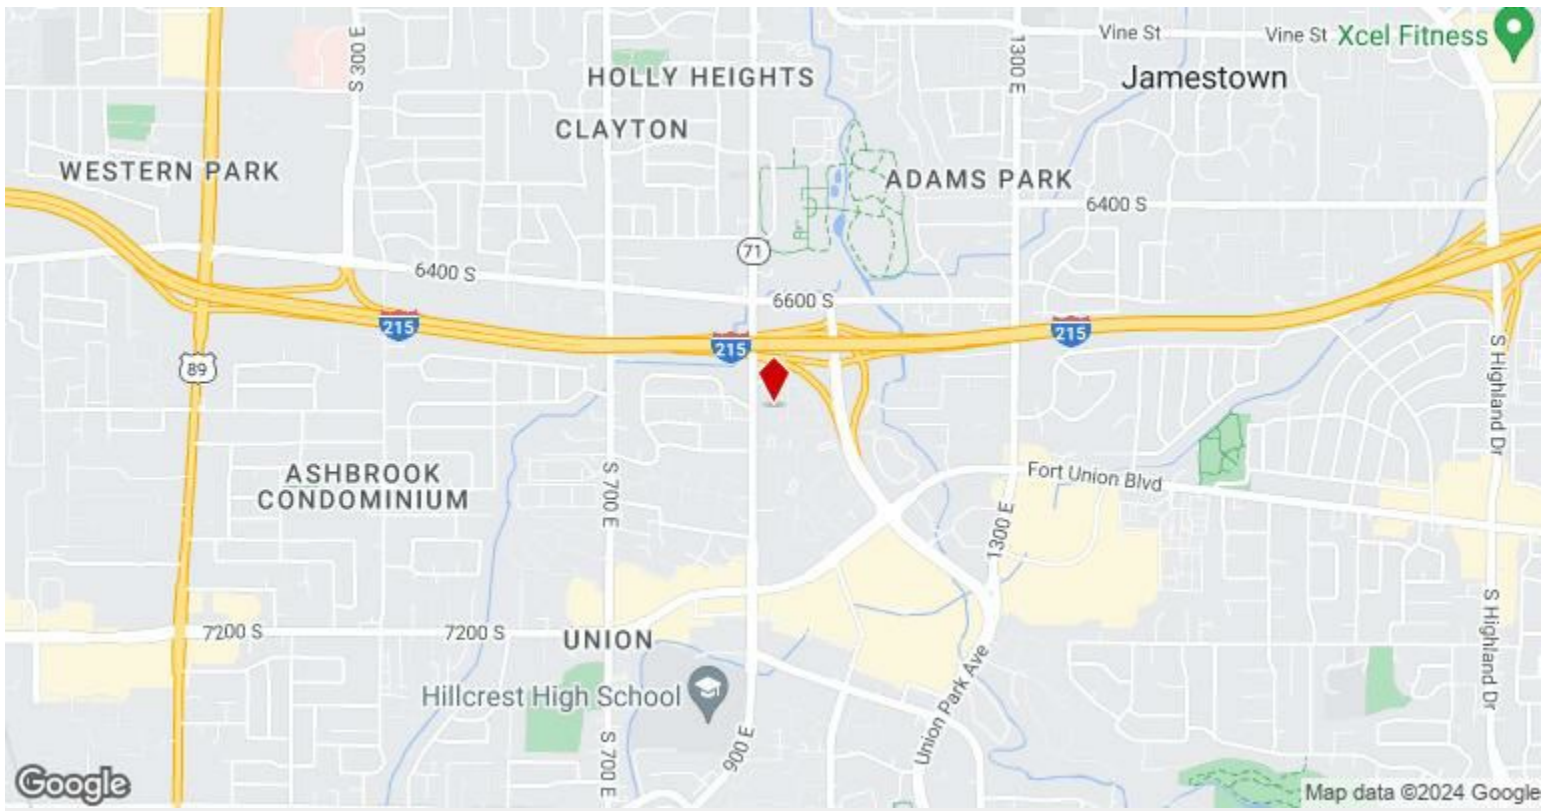 Vine St
Vine St
Xcel Fitness
S 300 E
1300 E
HOLLY HEIGHTS
Jamestown
CLAYTON
WESTERN PARK
ADAMS PARK
6400 S
71
6400 S
6600 S
215
215
215
89
S Highland Dr
ASHBROOK
CONDOMINIUM
S 700 E
Fort Union Blvd
1300 E
7200 S
7200 S
UNION
S Highland Dr
Hillcrest High School
Union Park Ave
900 E
S 700 E
Google
Map data ©2024 Google